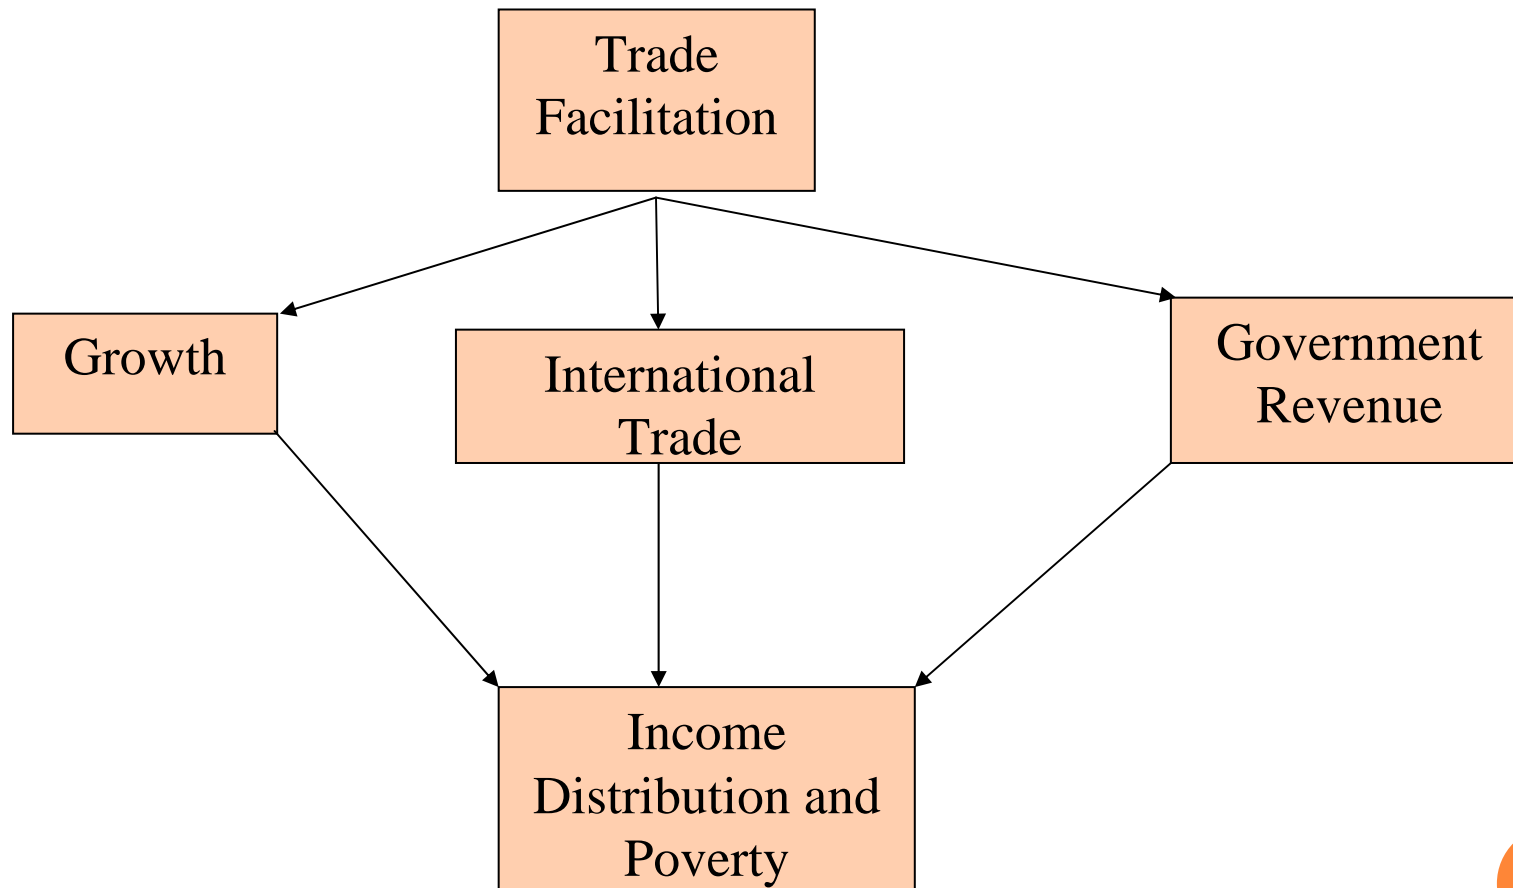 Trade
Facilitation
Growth
International
Trade
Government
Revenue
Income
Distribution and
Poverty